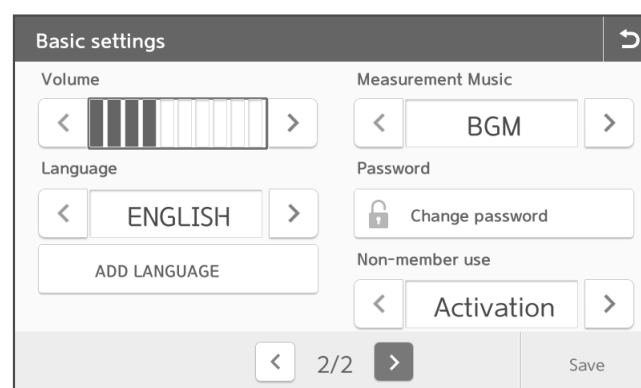 Basic settings
Volume
Language
ENGLISH
ADD LANGUAGE
Measurement Music
BGM
Password
Change password
Non-member use
Activation
2/2
Save